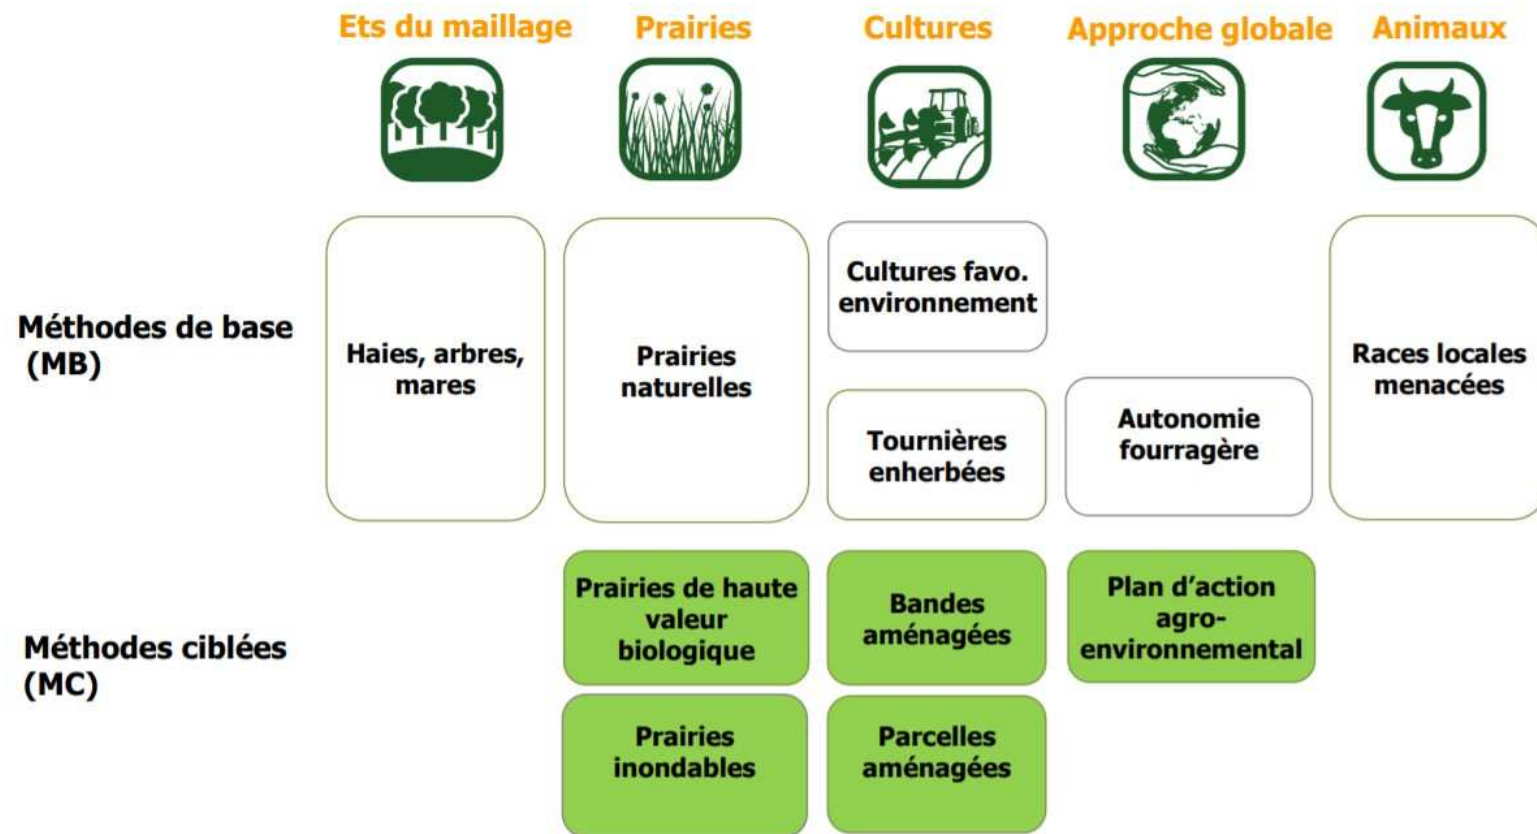 Ets du maillage
Prairies
Cultures
Approche globale
Animaux
Méthodes de base
(MB)
Haies, arbres,
mares
Prairies
naturelles
Cultures favo.
environnement
Tournières
enherbées
Autonomie
fourragère
Races locales
menacées
Méthodes ciblées
(MC)
Prairies de haute
valeur
biologique
Bandes
aménagées
Plan d’action
agro-
environnemental
Prairies
inondables
Parcelles
aménagées